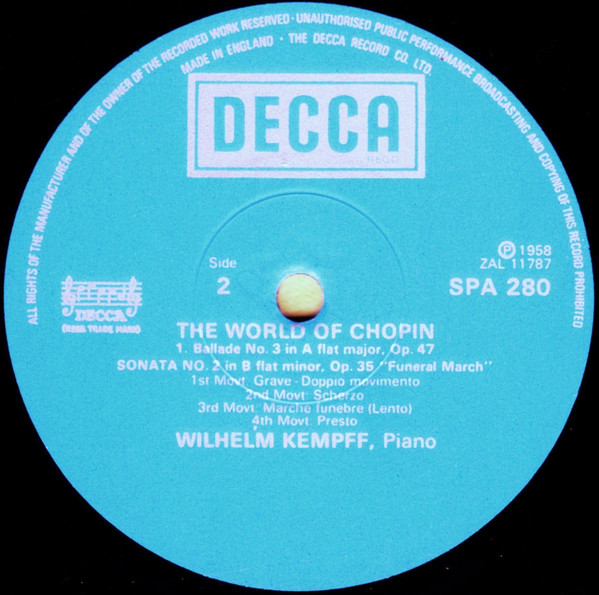 ALL RIGHTS OF THE MANUFACTURER AND OF THE OWNER OF THE RECORDED WORK RESERVED · UNAUTHORISED PUBLIC PERFORMANCE BROADCASTING AND COPYING OF THIS RECORD PROHIBITED
MADE IN ENGLAND · THE DECCA RECORD CO. LTD.
DECCA
REGD
Side
2
℗ 1958
ZAL 11787
SPA 280
DECCA
(REGD. TRADE MARK)
THE WORLD OF CHOPIN
1. Ballade No. 3 in A flat major, Op. 47
SONATA NO. 2 in B flat minor, Op. 35 "Funeral March"
1st Movt. Grave - Doppio movimento
2nd Movt. Scherzo
3rd Movt. Marche funebre (Lento)
4th Movt. Presto
WILHELM KEMPFF, Piano